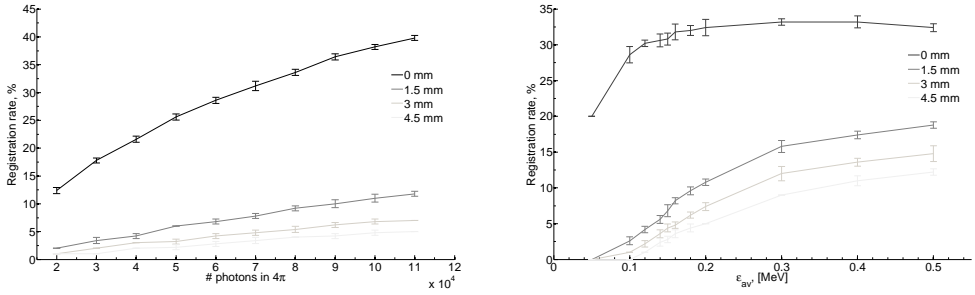 45
40
35
30
25
20
15
10
5
0
Registration rate, %
0 mm
1.5 mm
3 mm
4.5 mm
2 3 4 5 6 7 8 9 10 11 12
# photons in 4π
x 10^4
35
30
25
20
15
10
5
0
Registration rate, %
0 mm
1.5 mm
3 mm
4.5 mm
0 0.1 0.2 0.3 0.4 0.5
ε_av, [MeV]